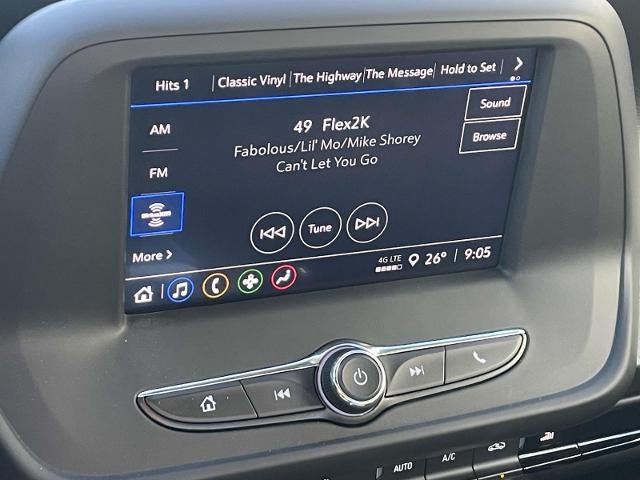 Hits 1 Classic Vinyl The Highway The Message Hold to Set
AM
49 Flex2K
Sound
Fabolous/Lil' Mo/Mike Shorey
Browse
Can't Let You Go
FM
SiriusXM
Tune
More
4G LTE
26° 9:05
AUTO A/C